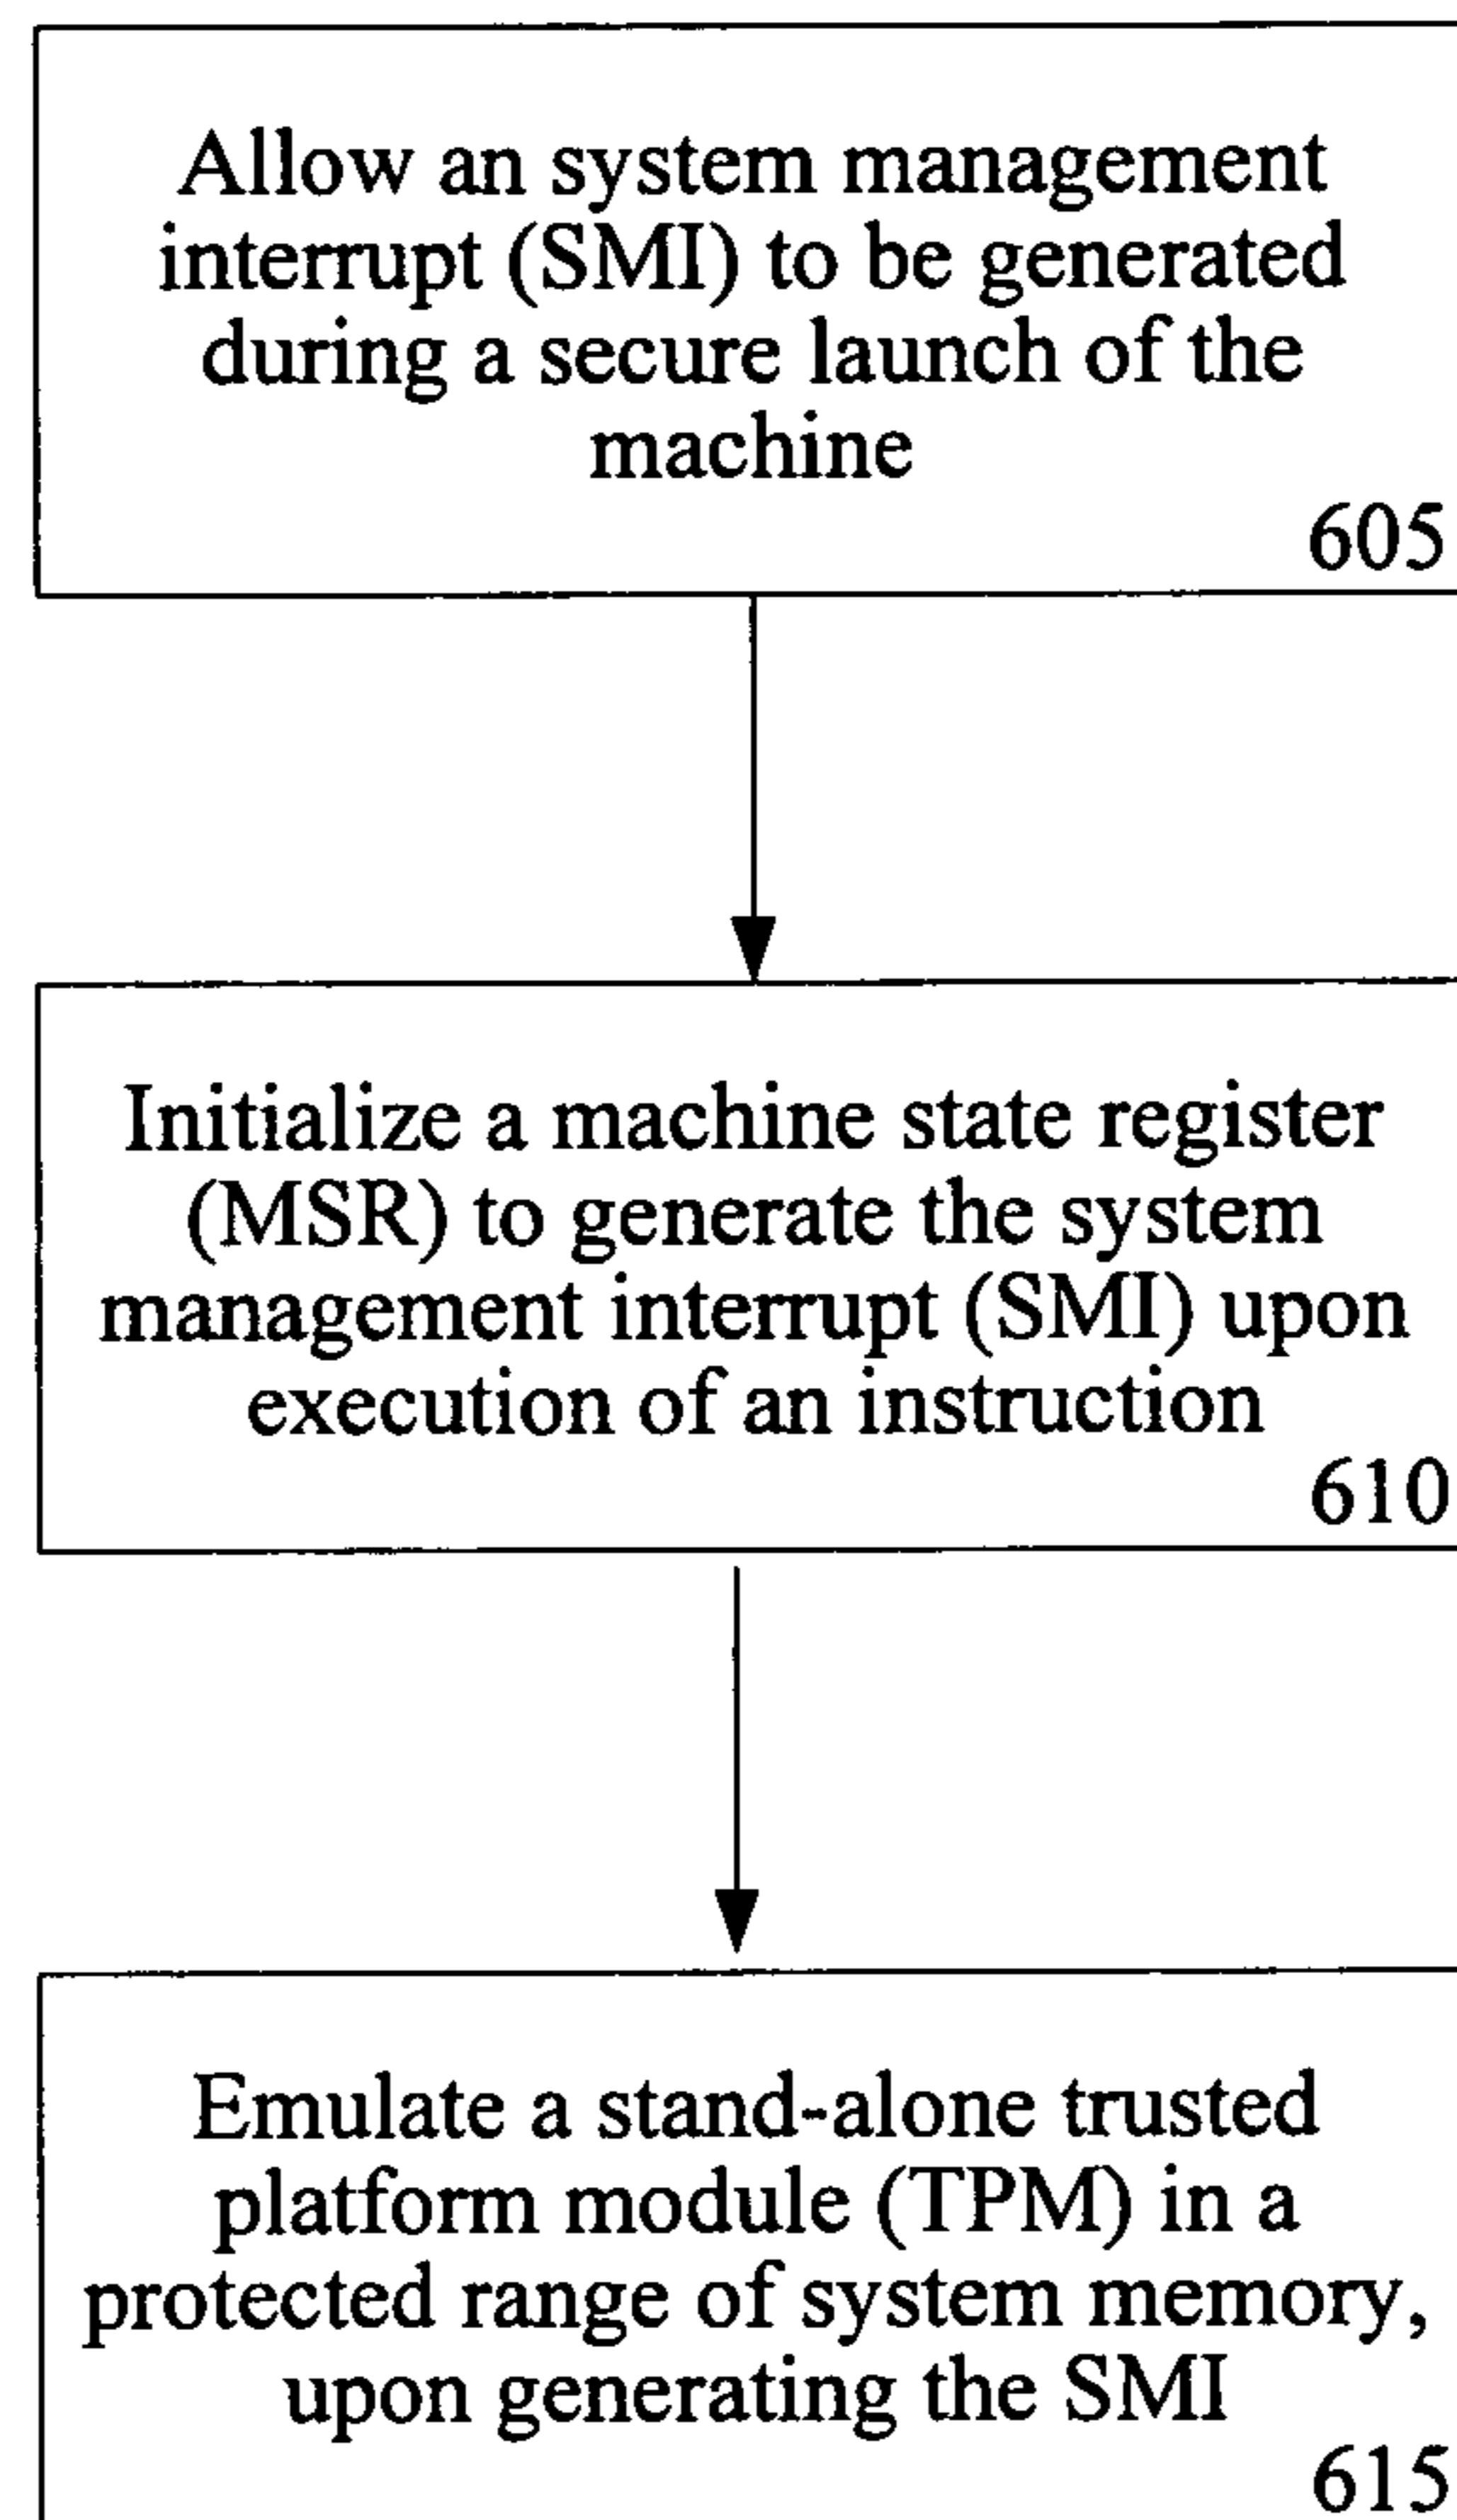 Allow an system management
interrupt (SMI) to be generated
during a secure launch of the
machine
605
Initialize a machine state register
(MSR) to generate the system
management interrupt (SMI) upon
execution of an instruction
610
Emulate a stand-alone trusted
platform module (TPM) in a
protected range of system memory,
upon generating the SMI
615